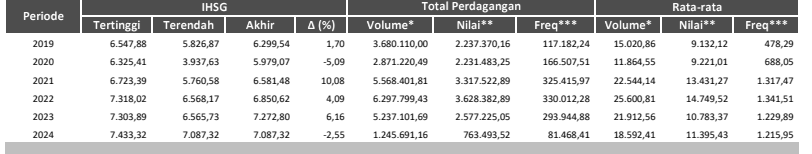 Periode IHSG Total Perdagangan Rata-rata
Tertinggi Terendah Akhir Δ (%) Volume* Nilai** Freq*** Volume* Nilai** Freq***
2019 6.547,88 5.826,87 6.299,54 1,70 3.680.110,00 2.237.370,16 117.182,24 15.020,86 9.132,12 478,29
2020 6.325,41 3.937,63 5.979,07 -5,09 2.871.220,49 2.231.483,25 166.507,51 11.864,55 9.221,01 688,05
2021 6.723,39 5.760,58 6.581,48 10,08 5.568.401,81 3.317.522,89 325.415,97 22.544,14 13.431,27 1.317,47
2022 7.318,02 6.568,17 6.850,62 4,09 6.297.799,43 3.628.382,89 330.012,28 25.600,81 14.749,52 1.341,51
2023 7.303,89 6.565,73 7.272,80 6,16 5.237.101,69 2.577.225,05 293.944,88 21.912,56 10.783,37 1.229,89
2024 7.433,32 7.087,32 7.087,32 -2,55 1.245.691,16 763.493,52 81.468,41 18.592,41 11.395,43 1.215,95